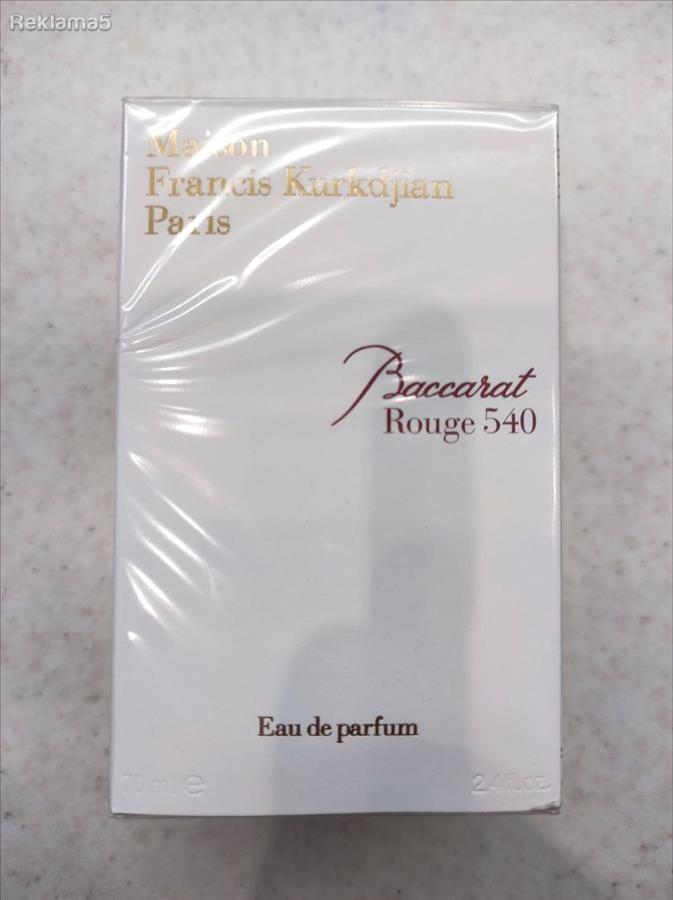 Reklama5
Maison
Francis Kurkdjian
Paris
Baccarat
Rouge 540
Eau de parfum
70 ml e 2.4 fl.oz.